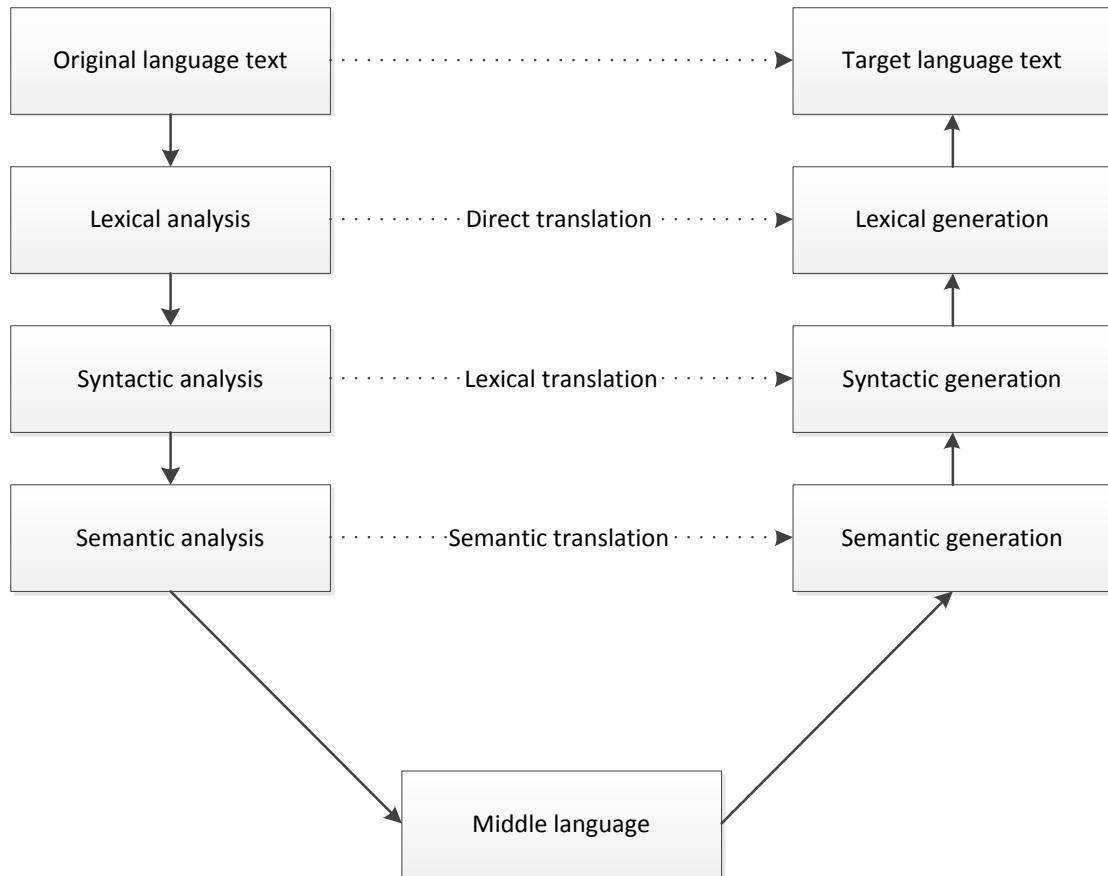 Original language text
Target language text
Lexical analysis
Direct translation
Lexical generation
Syntactic analysis
Lexical translation
Syntactic generation
Semantic analysis
Semantic translation
Semantic generation
Middle language